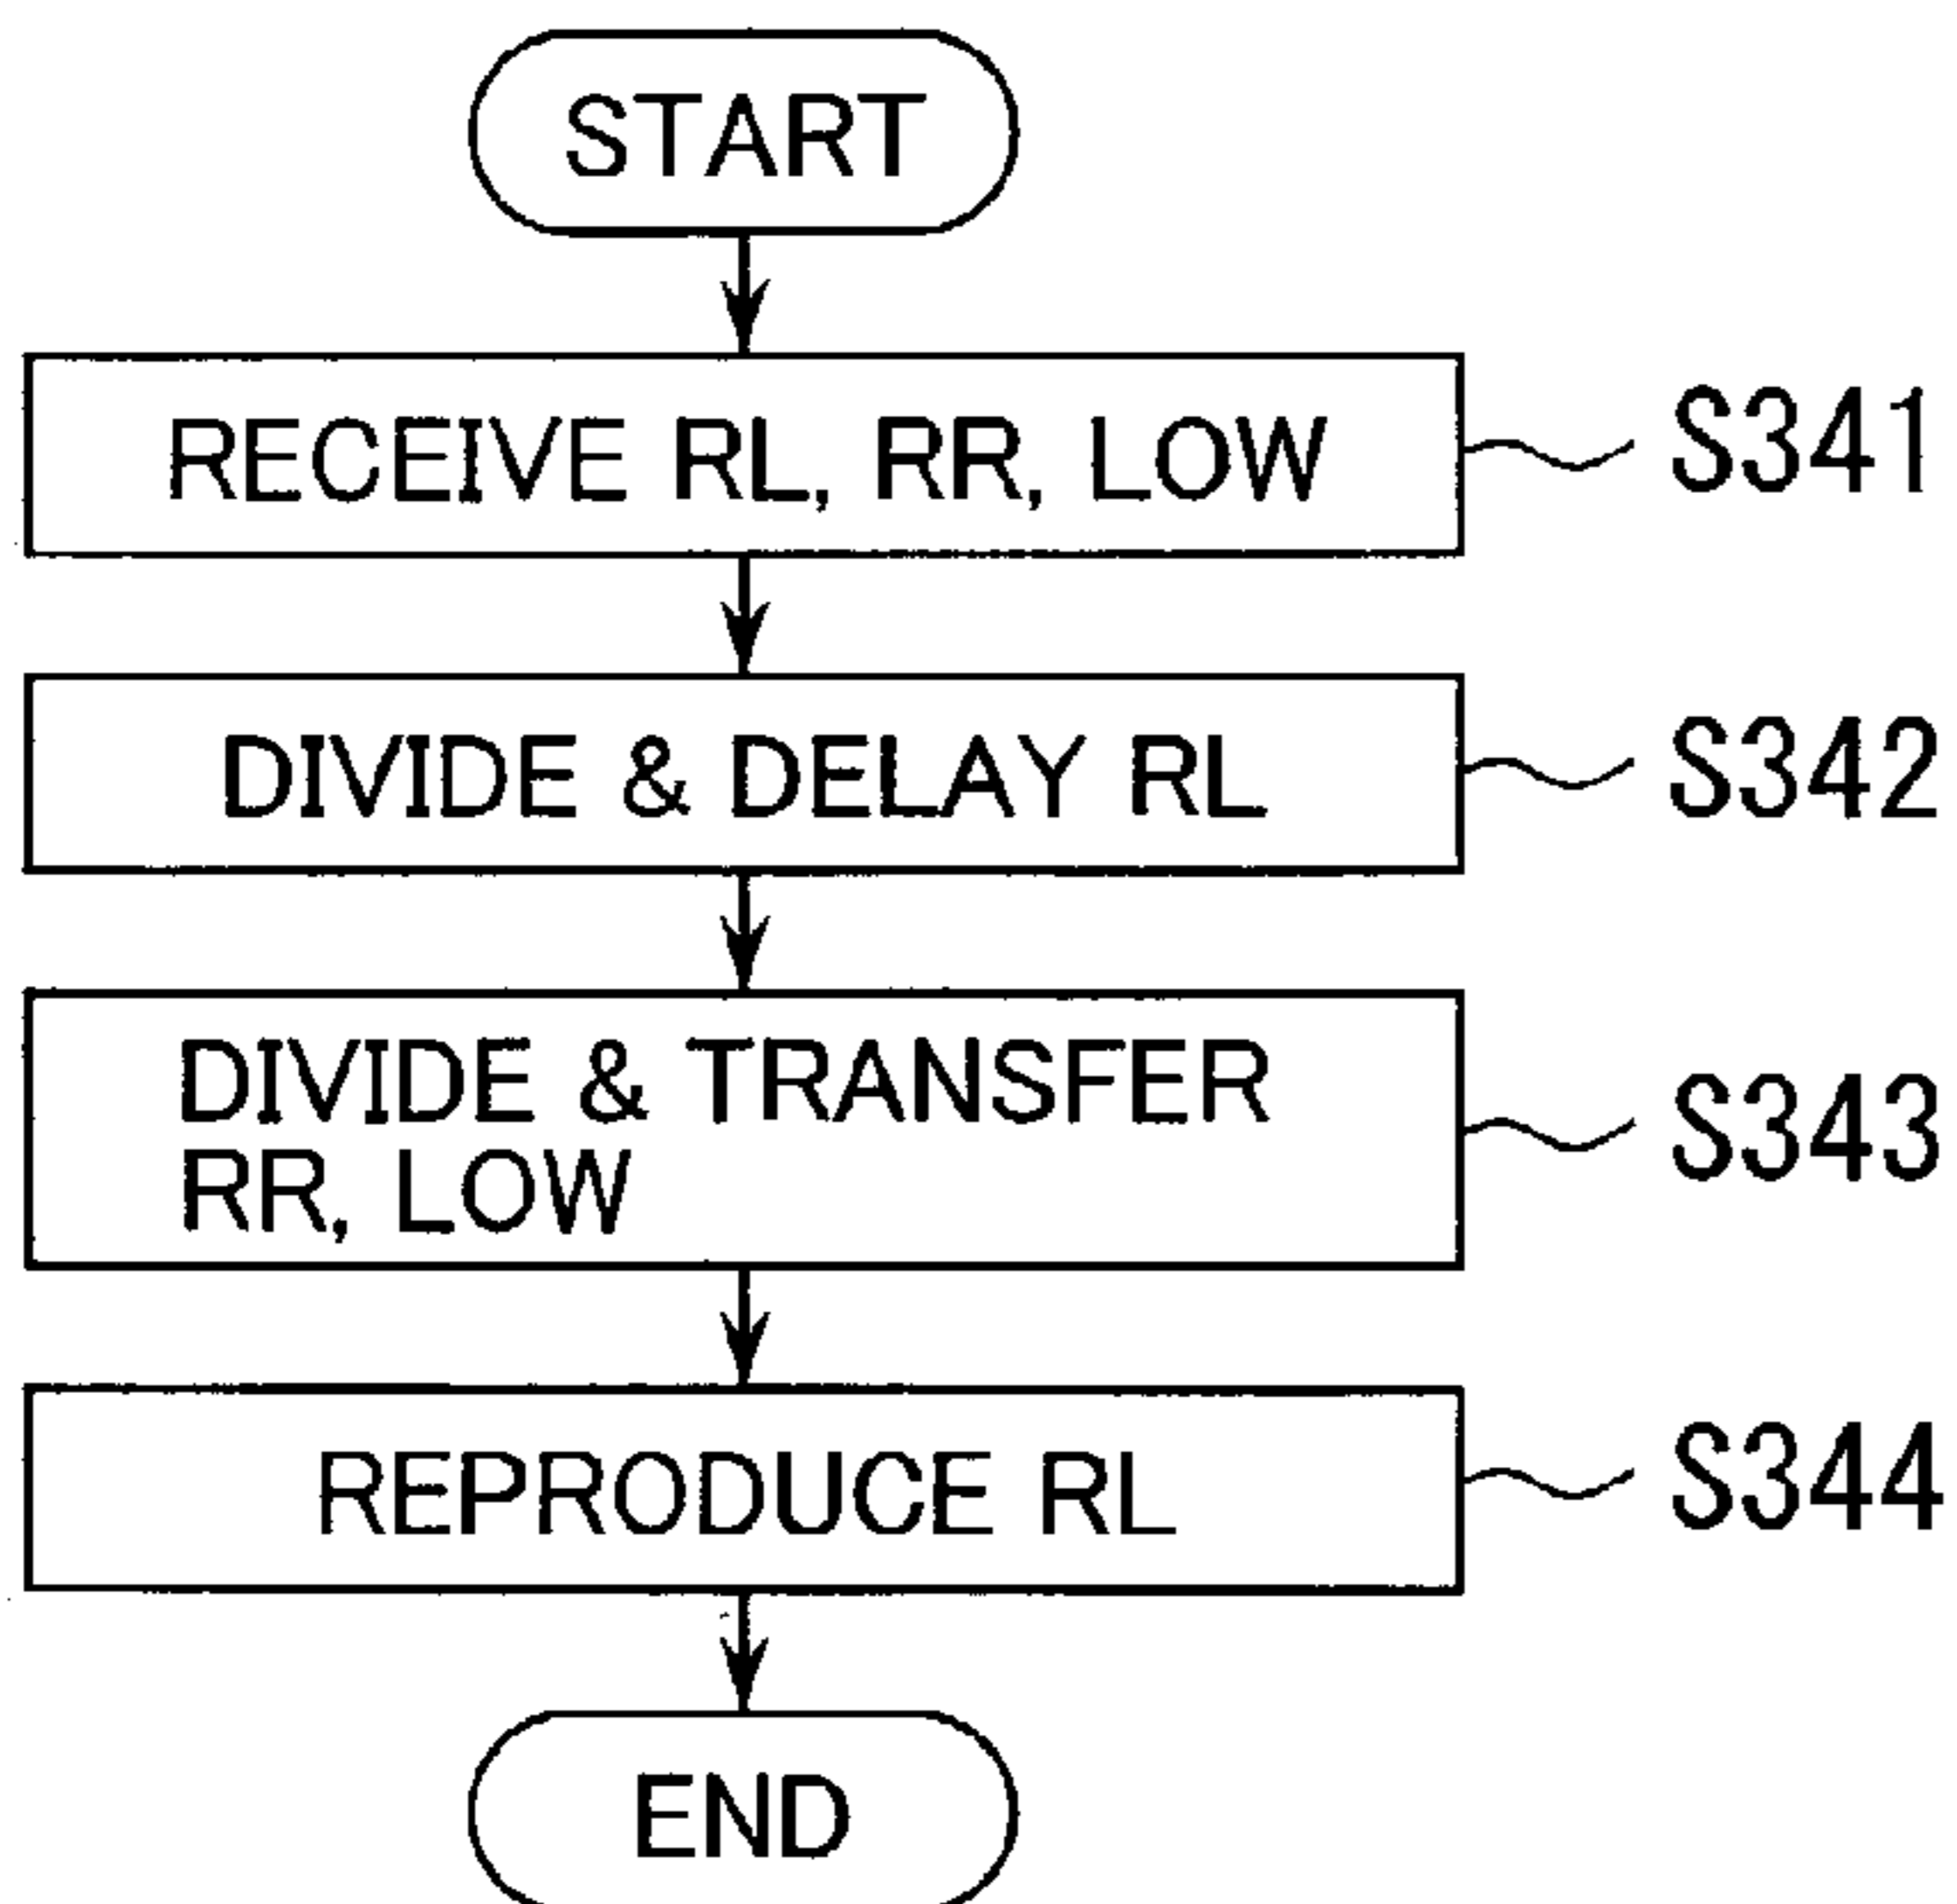 START
RECEIVE RL, RR, LOW
S341
DIVIDE & DELAY RL
S342
DIVIDE & TRANSFER
RR, LOW
S343
REPRODUCE RL
S344
END